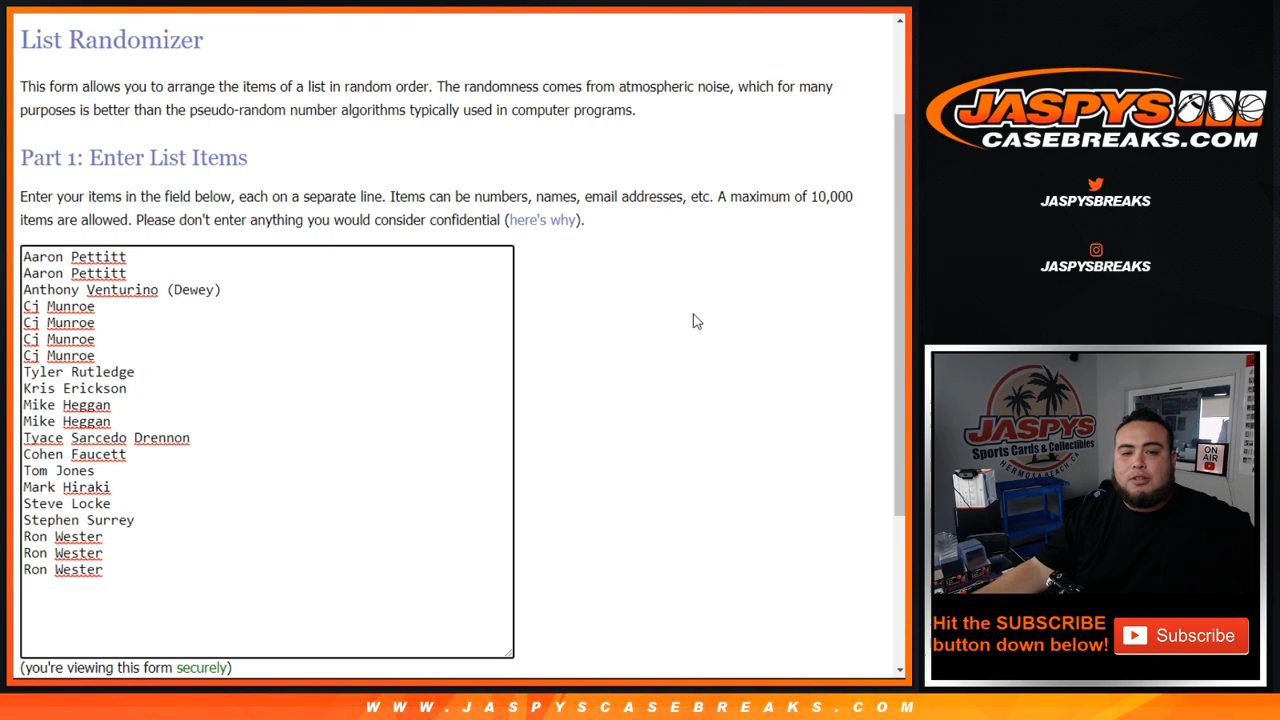 List Randomizer
This form allows you to arrange the items of a list in random order. The randomness comes from atmospheric noise, which for many
purposes is better than the pseudo-random number algorithms typically used in computer programs.
Part 1: Enter List Items
Enter your items in the field below, each on a separate line. Items can be numbers, names, email addresses, etc. A maximum of 10,000
items are allowed. Please don't enter anything you would consider confidential (here's why).
Aaron Pettitt
Aaron Pettitt
Anthony Venturino (Dewey)
Cj Munroe
Cj Munroe
Cj Munroe
Cj Munroe
Tyler Rutledge
Kris Erickson
Mike Heggan
Mike Heggan
Tyace Sarcedo Drennon
Cohen Faucett
Tom Jones
Mark Hiraki
Steve Locke
Stephen Surrey
Ron Wester
Ron Wester
Ron Wester
(you're viewing this form securely)
JASPYS
CASEBREAKS.COM
JASPYSBREAKS
JASPYSBREAKS
JASPYS
Sports Cards & Collectibles
HERMOSA BEACH, CA
ON
AIR
Hit the SUBSCRIBE
button down below!
Subscribe
WWW.JASPYSCASEBREAKS.COM